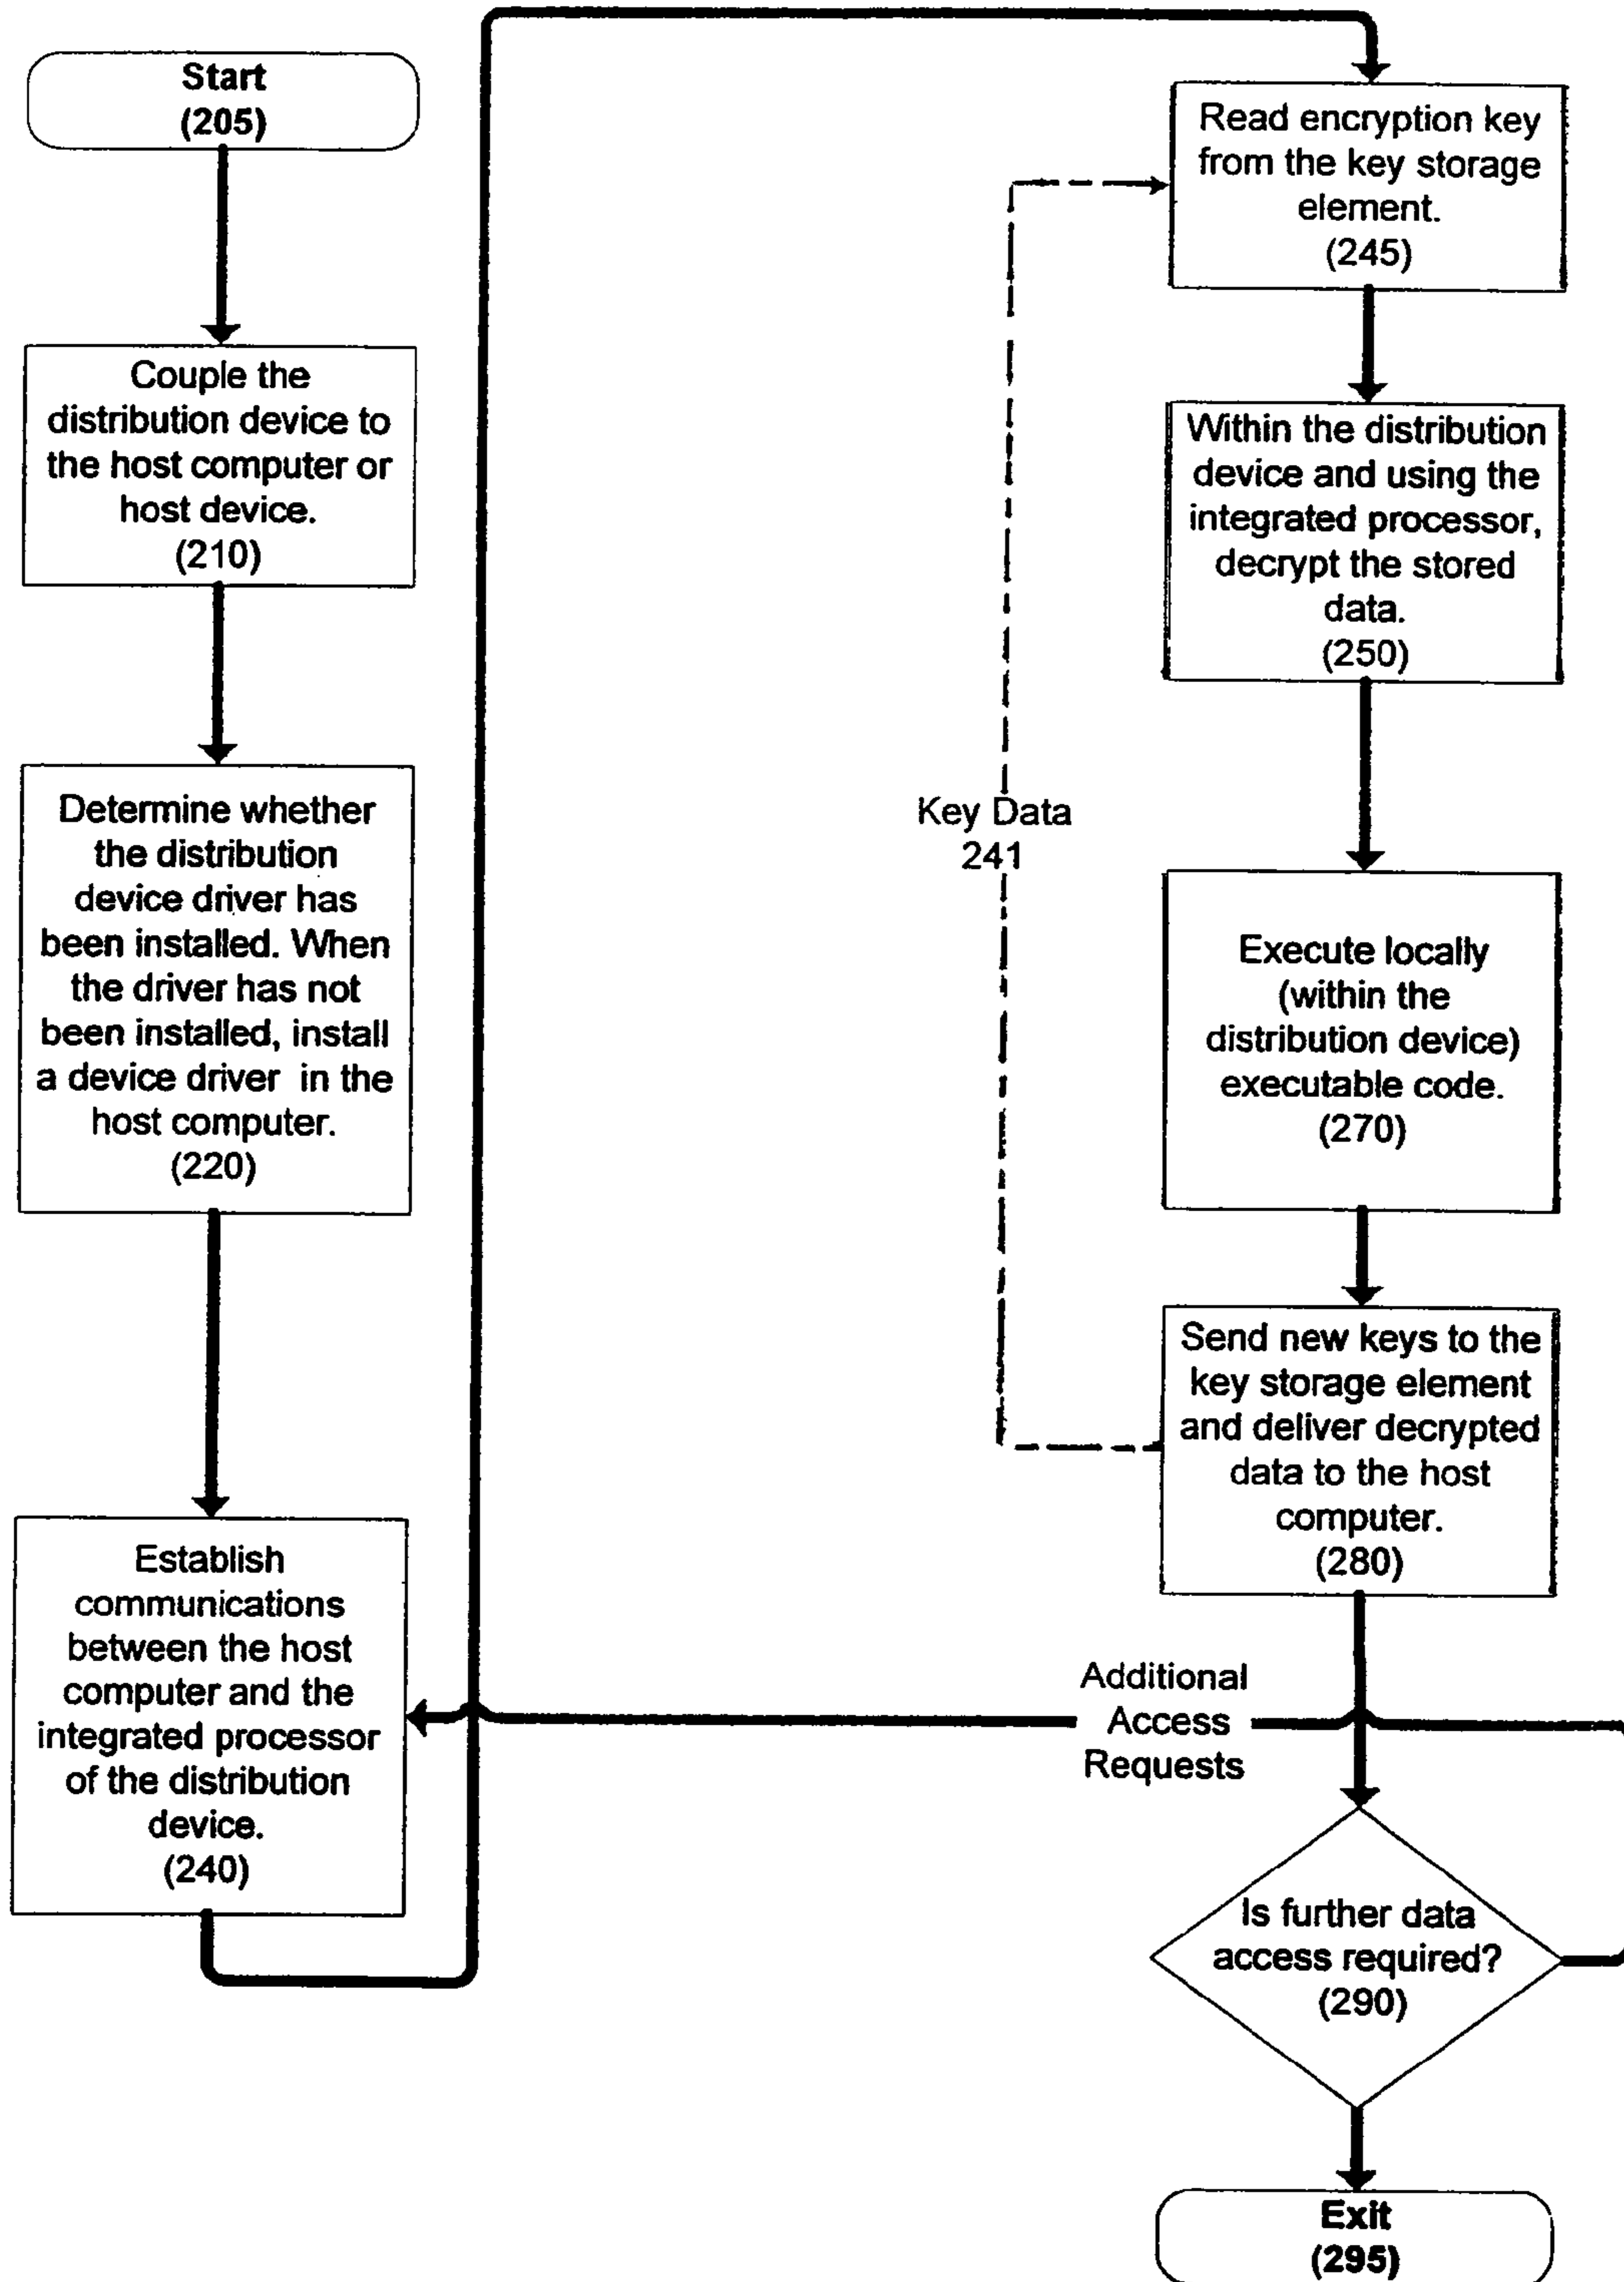 Start
(205)
Couple the
distribution device to
the host computer or
host device.
(210)
Determine whether
the distribution
device driver has
been installed. When
the driver has not
been installed, install
a device driver in the
host computer.
(220)
Establish
communications
between the host
computer and the
integrated processor
of the distribution
device.
(240)
Read encryption key
from the key storage
element.
(245)
Within the distribution
device and using the
integrated processor,
decrypt the stored
data.
(250)
Key Data
241
Execute locally
(within the
distribution device)
executable code.
(270)
Send new keys to the
key storage element
and deliver decrypted
data to the host
computer.
(280)
Additional
Access
Requests
Is further data
access required?
(290)
Exit
(295)